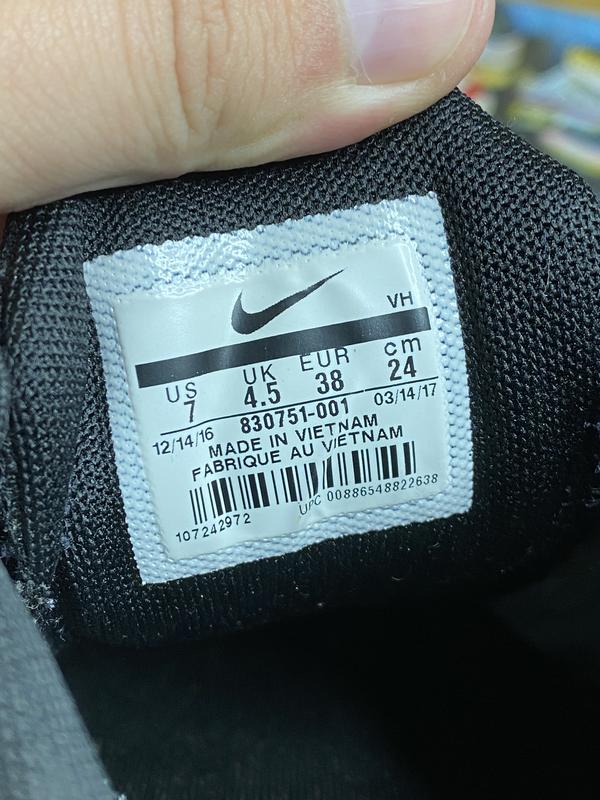 VH
US UK EUR cm
7 4.5 38 24
12/14/16 830751-001 03/14/17
MADE IN VIETNAM
FABRIQUE AU VIETNAM
107242972 UPC 00886548822638